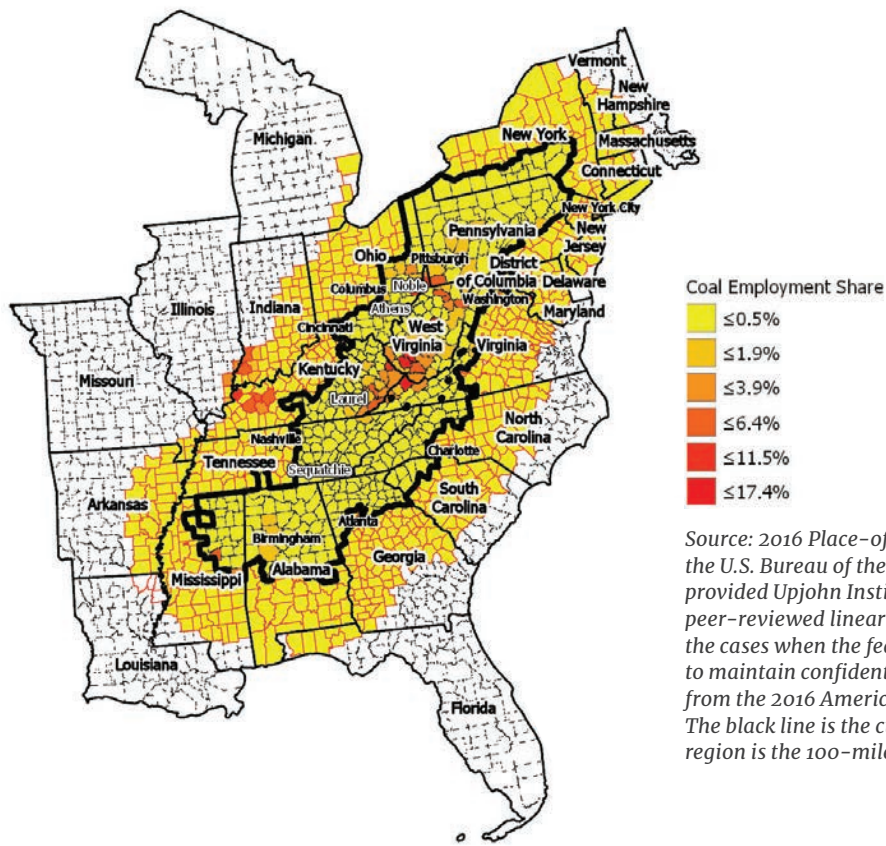 Vermont
New
Hampshire
Michigan
New York
Massachusetts
Connecticut
New York City
Pennsylvania
New
Jersey
Ohio
Pittsburgh
District
of Columbia
Delaware
Columbus
Noble
Washington
Maryland
Illinois
Indiana
Athens
Cincinnati
West
Virginia
Virginia
Missouri
Kentucky
Laurel
North
Carolina
Nashville
Charlotte
Tennessee
Sequatchie
Arkansas
South
Carolina
Atlanta
Birmingham
Georgia
Mississippi
Alabama
Louisiana
Florida
Coal Employment Share
≤0.5%
≤1.9%
≤3.9%
≤6.4%
≤11.5%
≤17.4%
Source: 2016 Place-of
the U.S. Bureau of the
provided Upjohn Insti
peer-reviewed linear
the cases when the fed
to maintain confident
from the 2016 Americ
The black line is the c
region is the 100-mile